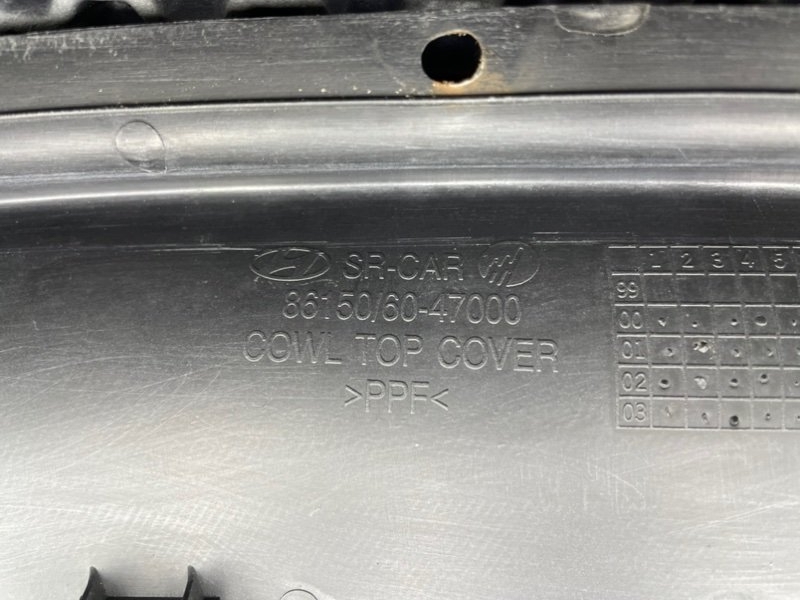 SR-CAR
86150/60-47000
COWL TOP COVER
>PPF<
1 2 3 4 5
99
00
01
02
03